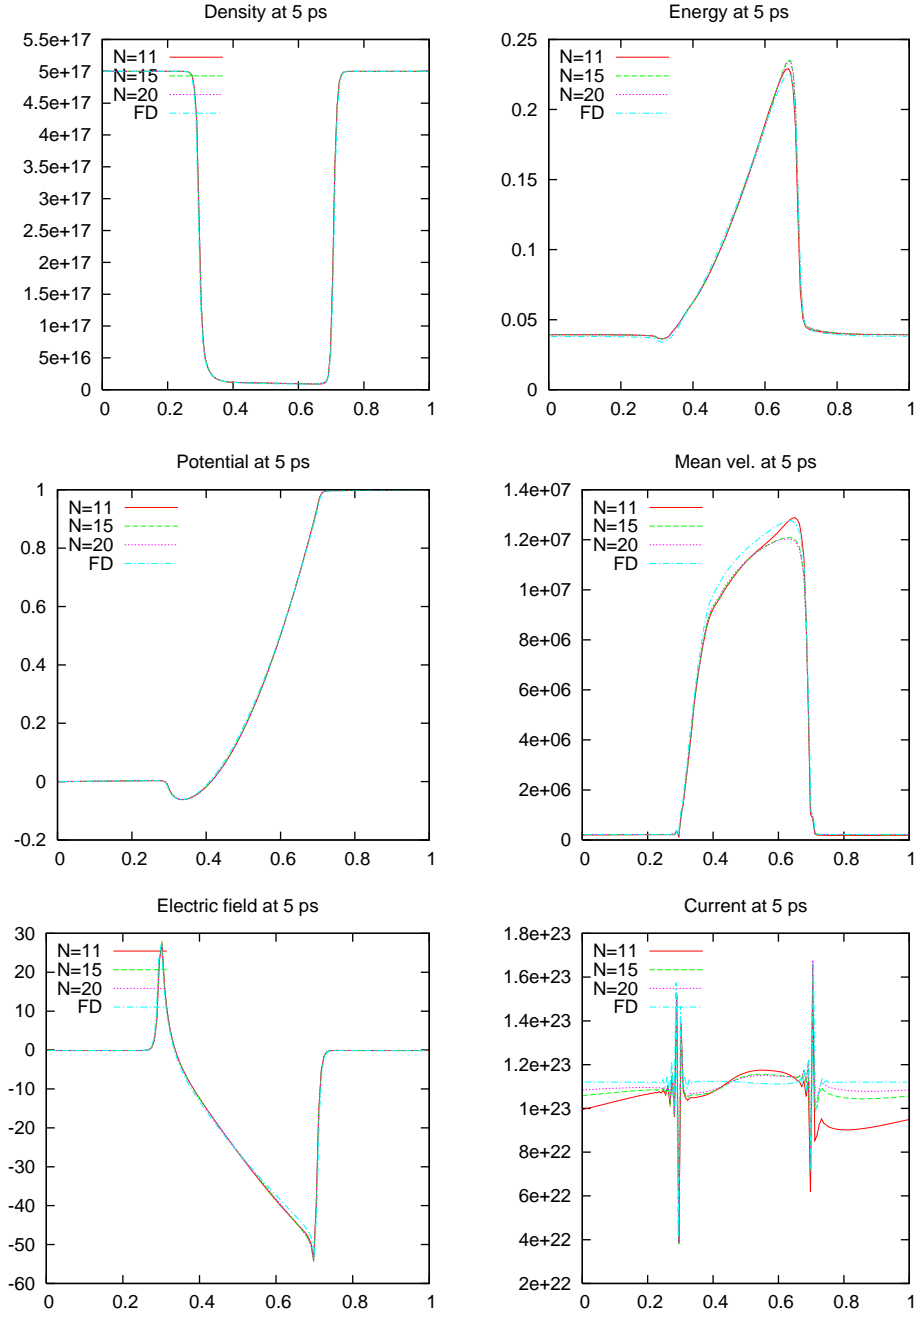 Density at 5 ps
5.5e+17
5e+17
4.5e+17
4e+17
3.5e+17
3e+17
2.5e+17
2e+17
1.5e+17
1e+17
5e+16
0
0 0.2 0.4 0.6 0.8 1
N=11
N=15
N=20
FD
Energy at 5 ps
0.25
0.2
0.15
0.1
0.05
0
0 0.2 0.4 0.6 0.8 1
N=11
N=15
N=20
FD
Potential at 5 ps
1
0.8
0.6
0.4
0.2
0
-0.2
0 0.2 0.4 0.6 0.8 1
N=11
N=15
N=20
FD
Mean vel. at 5 ps
1.4e+07
1.2e+07
1e+07
8e+06
6e+06
4e+06
2e+06
0
0 0.2 0.4 0.6 0.8 1
N=11
N=15
N=20
FD
Electric field at 5 ps
30
20
10
0
-10
-20
-30
-40
-50
-60
0 0.2 0.4 0.6 0.8 1
N=11
N=15
N=20
FD
Current at 5 ps
1.8e+23
1.6e+23
1.4e+23
1.2e+23
1e+23
8e+22
6e+22
4e+22
2e+22
0 0.2 0.4 0.6 0.8 1
N=11
N=15
N=20
FD